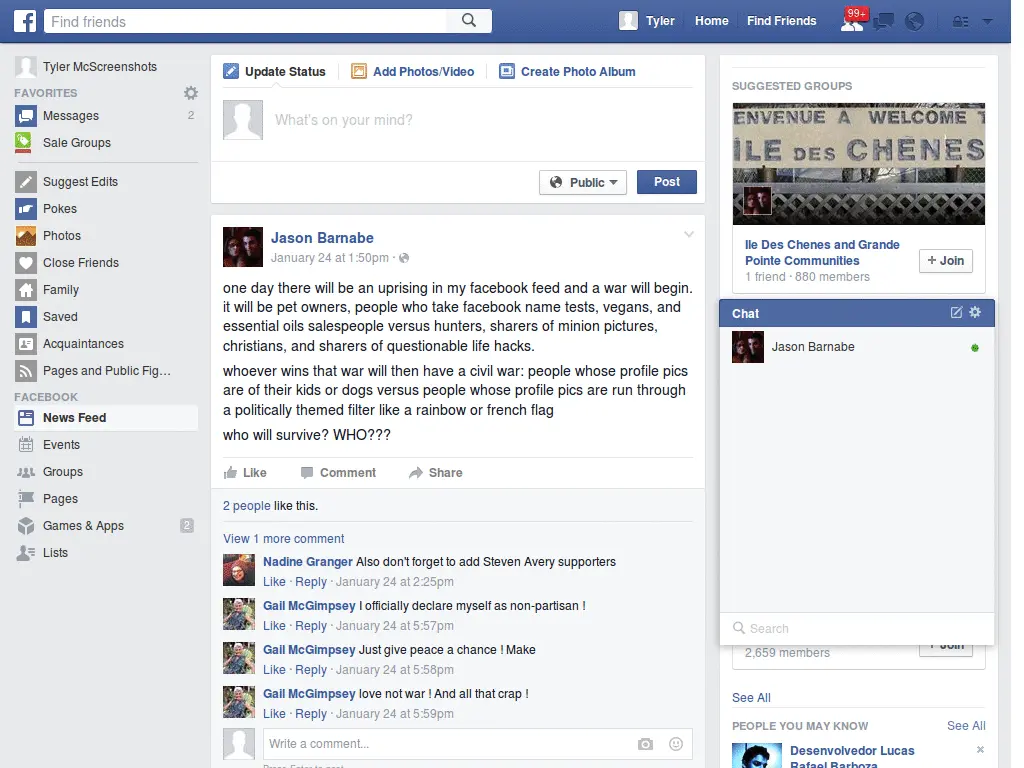 Find friends
Tyler
Home
Find Friends
99+
Tyler McScreenshots
FAVORITES
Messages
2
Sale Groups
Suggest Edits
Pokes
Photos
Close Friends
Family
Saved
Acquaintances
Pages and Public Fig…
FACEBOOK
News Feed
Events
Groups
Pages
Games & Apps
2
Lists
Update Status
Add Photos/Video
Create Photo Album
What's on your mind?
Public
Post
Jason Barnabe
January 24 at 1:50pm ·
one day there will be an uprising in my facebook feed and a war will begin.
it will be pet owners, people who take facebook name tests, vegans, and
essential oils salespeople versus hunters, sharers of minion pictures,
christians, and sharers of questionable life hacks.
whoever wins that war will then have a civil war: people whose profile pics
are of their kids or dogs versus people whose profile pics are run through
a politically themed filter like a rainbow or french flag
who will survive? WHO???
Like
Comment
Share
2 people like this.
View 1 more comment
Nadine Granger Also don't forget to add Steven Avery supporters
Like · Reply · January 24 at 2:25pm
Gail McGimpsey I officially declare myself as non-partisan !
Like · Reply · January 24 at 5:57pm
Gail McGimpsey Just give peace a chance ! Make
Like · Reply · January 24 at 5:58pm
Gail McGimpsey love not war ! And all that crap !
Like · Reply · January 24 at 5:59pm
Write a comment...
SUGGESTED GROUPS
ENVENUE A WELCOME T
ÎLE DES CHÊNES
Ile Des Chenes and Grande
Pointe Communities
1 friend · 880 members
+ Join
Chat
Jason Barnabe
Search
2,659 members
+ Join
See All
PEOPLE YOU MAY KNOW
See All
Desenvolvedor Lucas
Rafael Barboza